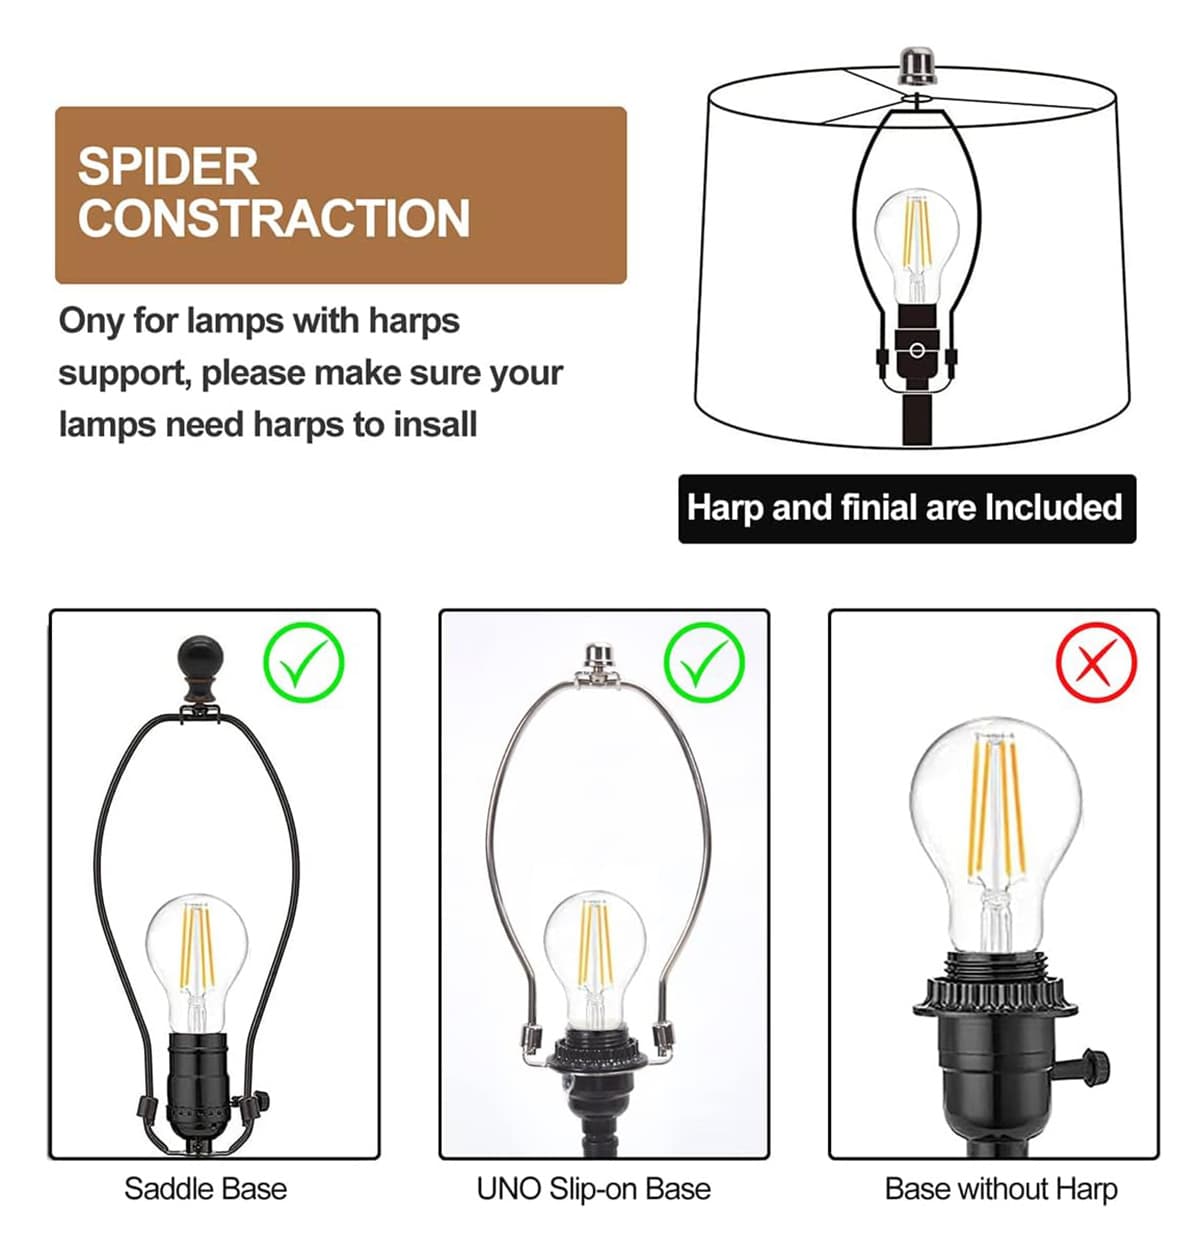 SPIDER
CONSTRACTION
Ony for lamps with harps
support, please make sure your
lamps need harps to insall
Harp and finial are Included
Saddle Base
UNO Slip-on Base
Base without Harp